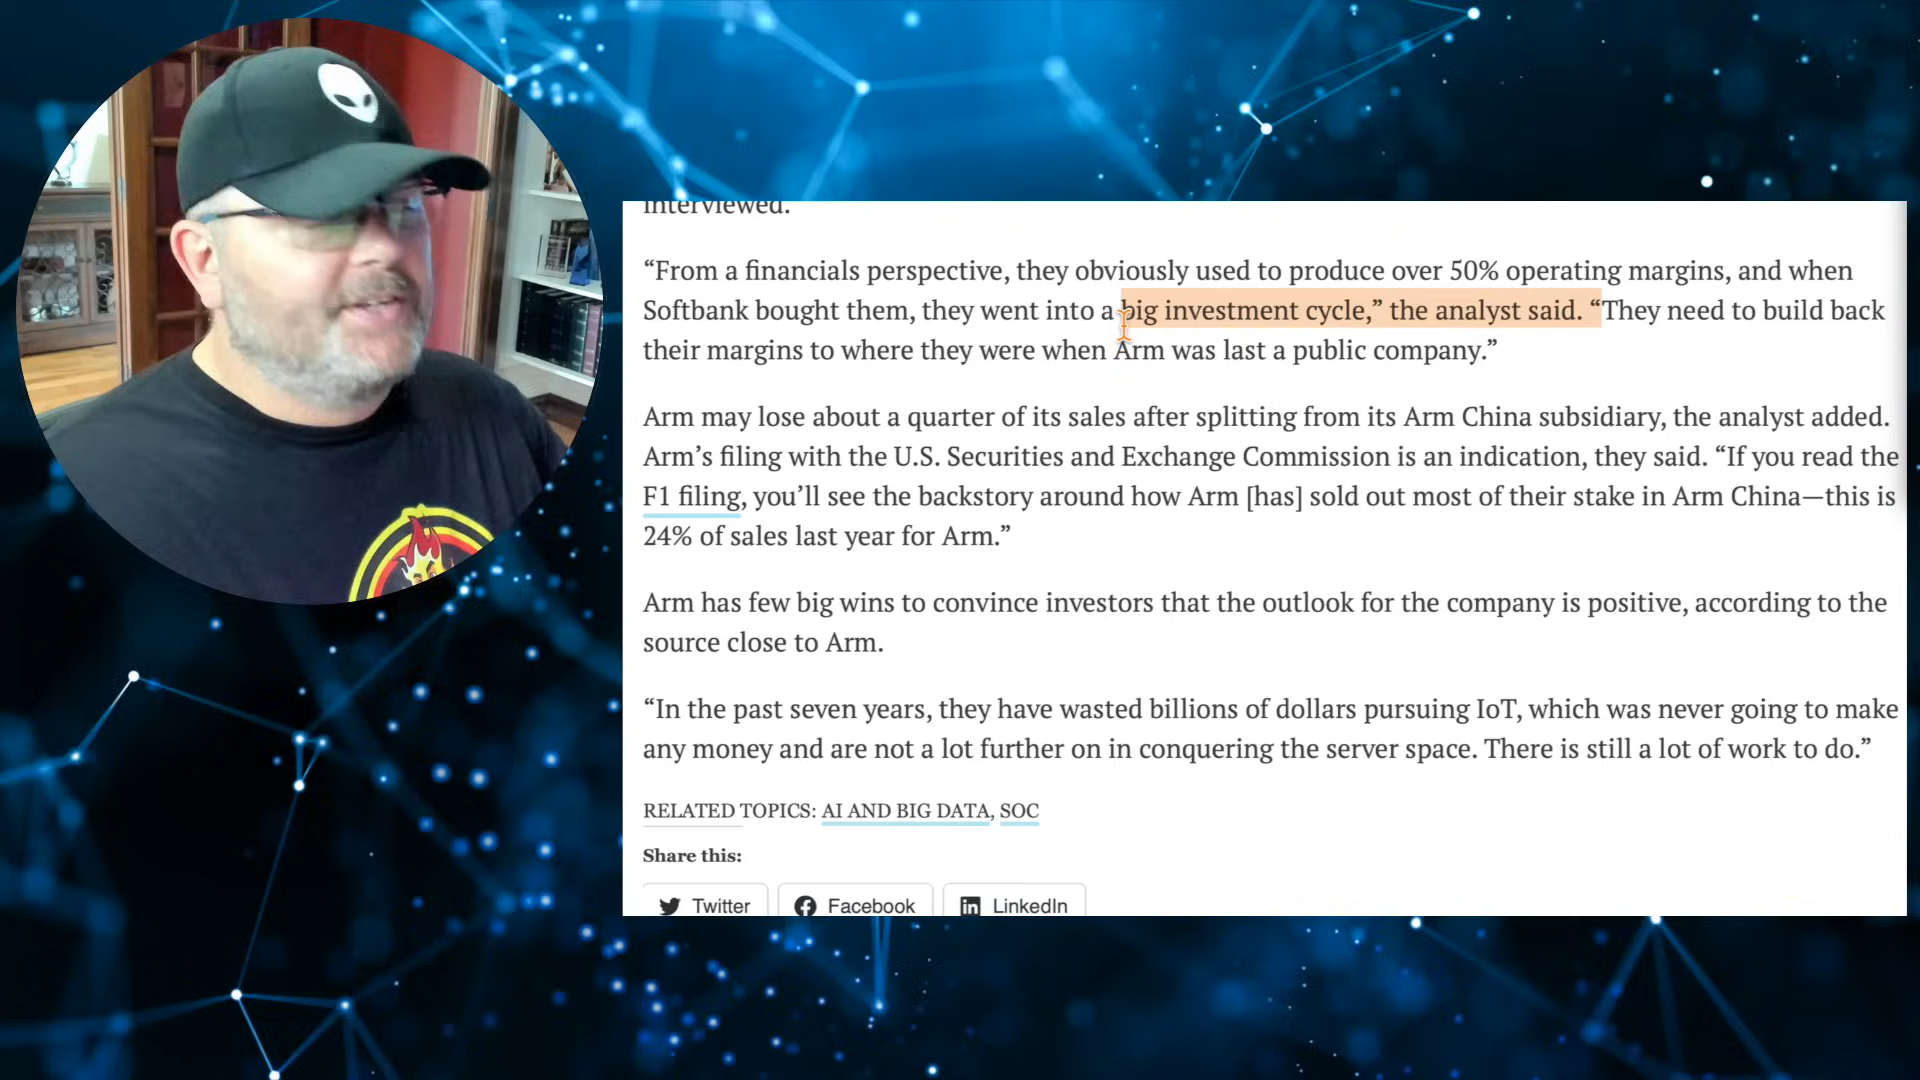 interviewed.
“From a financials perspective, they obviously used to produce over 50% operating margins, and when
Softbank bought them, they went into a big investment cycle,” the analyst said. “They need to build back
their margins to where they were when Arm was last a public company.”
Arm may lose about a quarter of its sales after splitting from its Arm China subsidiary, the analyst added.
Arm’s filing with the U.S. Securities and Exchange Commission is an indication, they said. “If you read the
F1 filing, you’ll see the backstory around how Arm [has] sold out most of their stake in Arm China—this is
24% of sales last year for Arm.”
Arm has few big wins to convince investors that the outlook for the company is positive, according to the
source close to Arm.
“In the past seven years, they have wasted billions of dollars pursuing IoT, which was never going to make
any money and are not a lot further on in conquering the server space. There is still a lot of work to do.”
RELATED TOPICS: AI AND BIG DATA, SOC
Share this:
Twitter Facebook LinkedIn